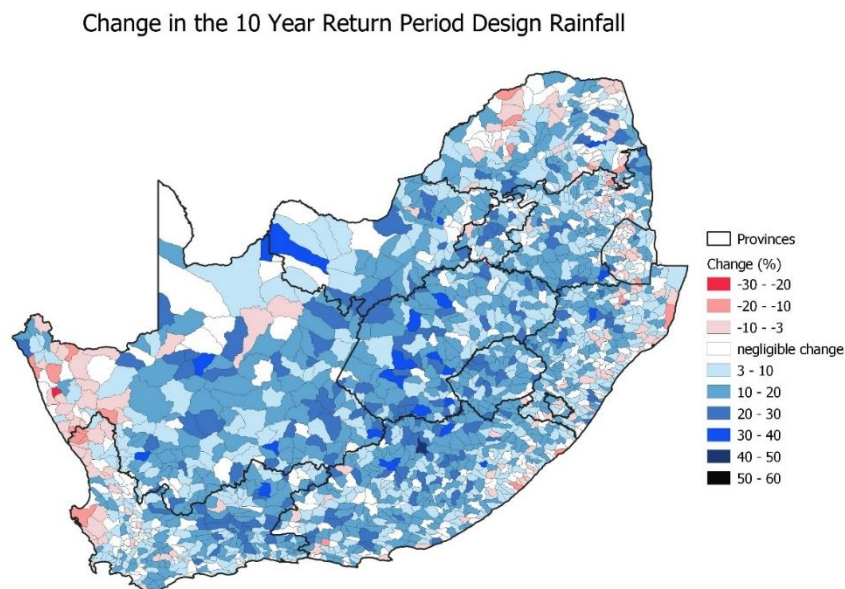 Change in the 10 Year Return Period Design Rainfall
Provinces
Change (%)
-30 - -20
-20 - -10
-10 - -3
negligible change
3 - 10
10 - 20
20 - 30
30 - 40
40 - 50
50 - 60